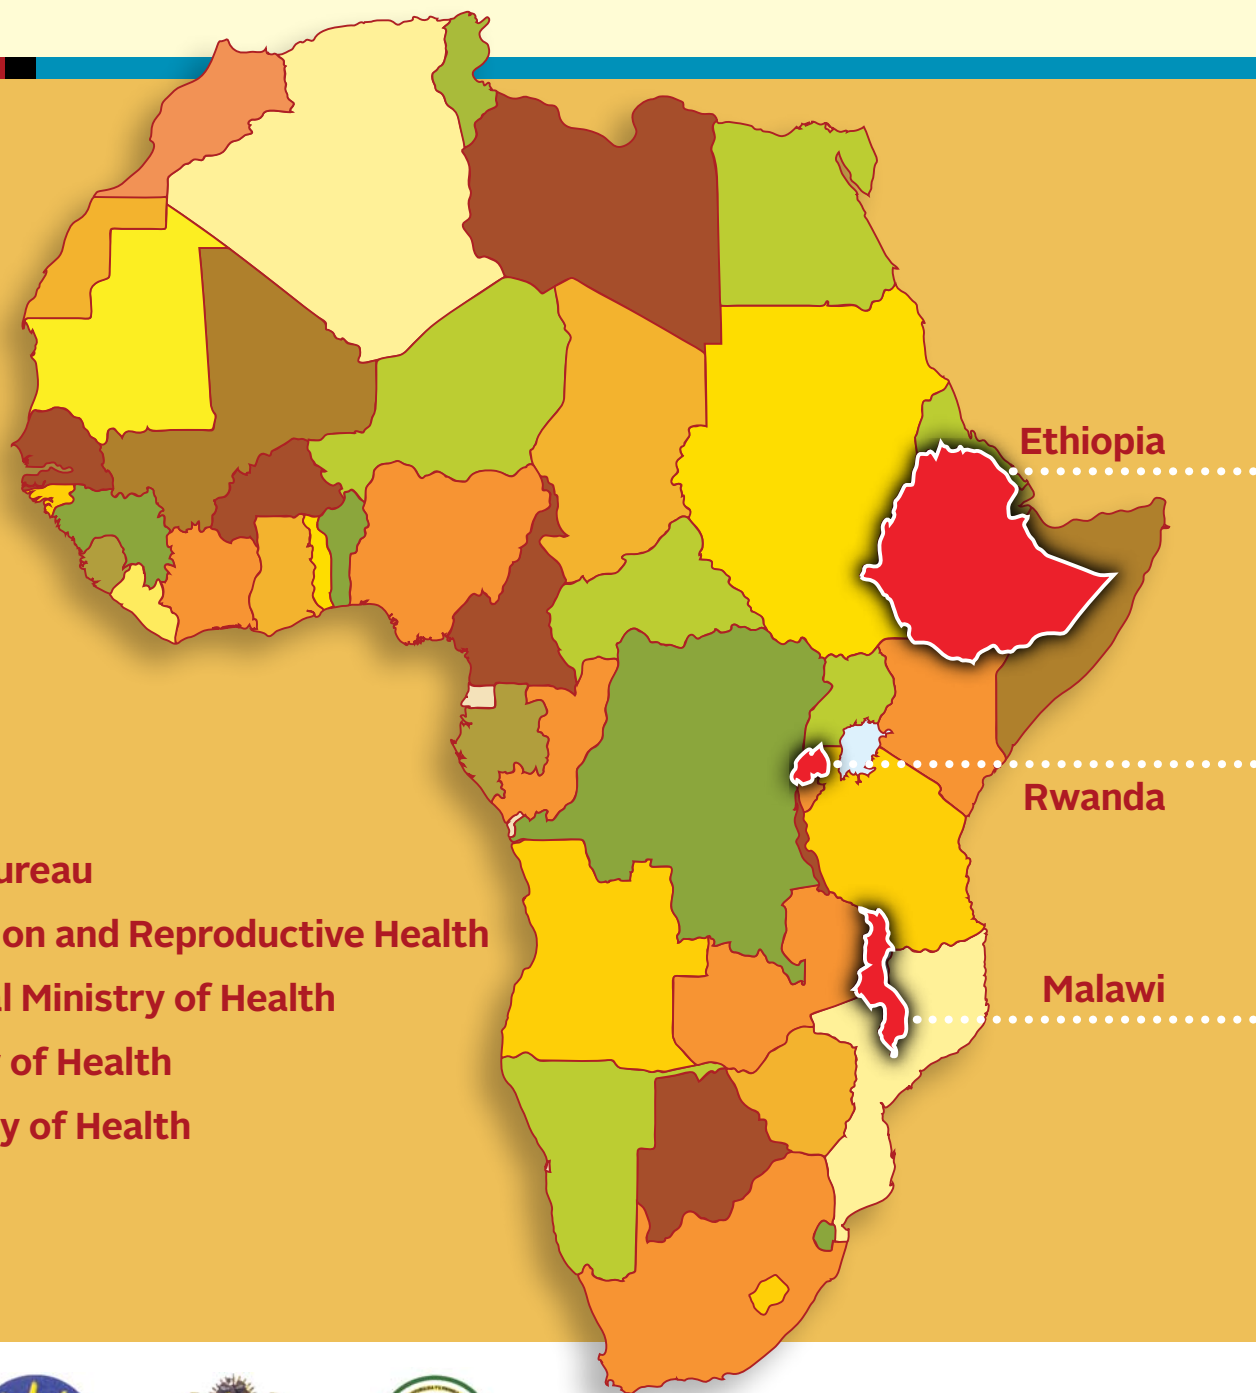 Ethiopia
Rwanda
ureau
on and Reproductive Health
l Ministry of Health
of Health
y of Health
Malawi